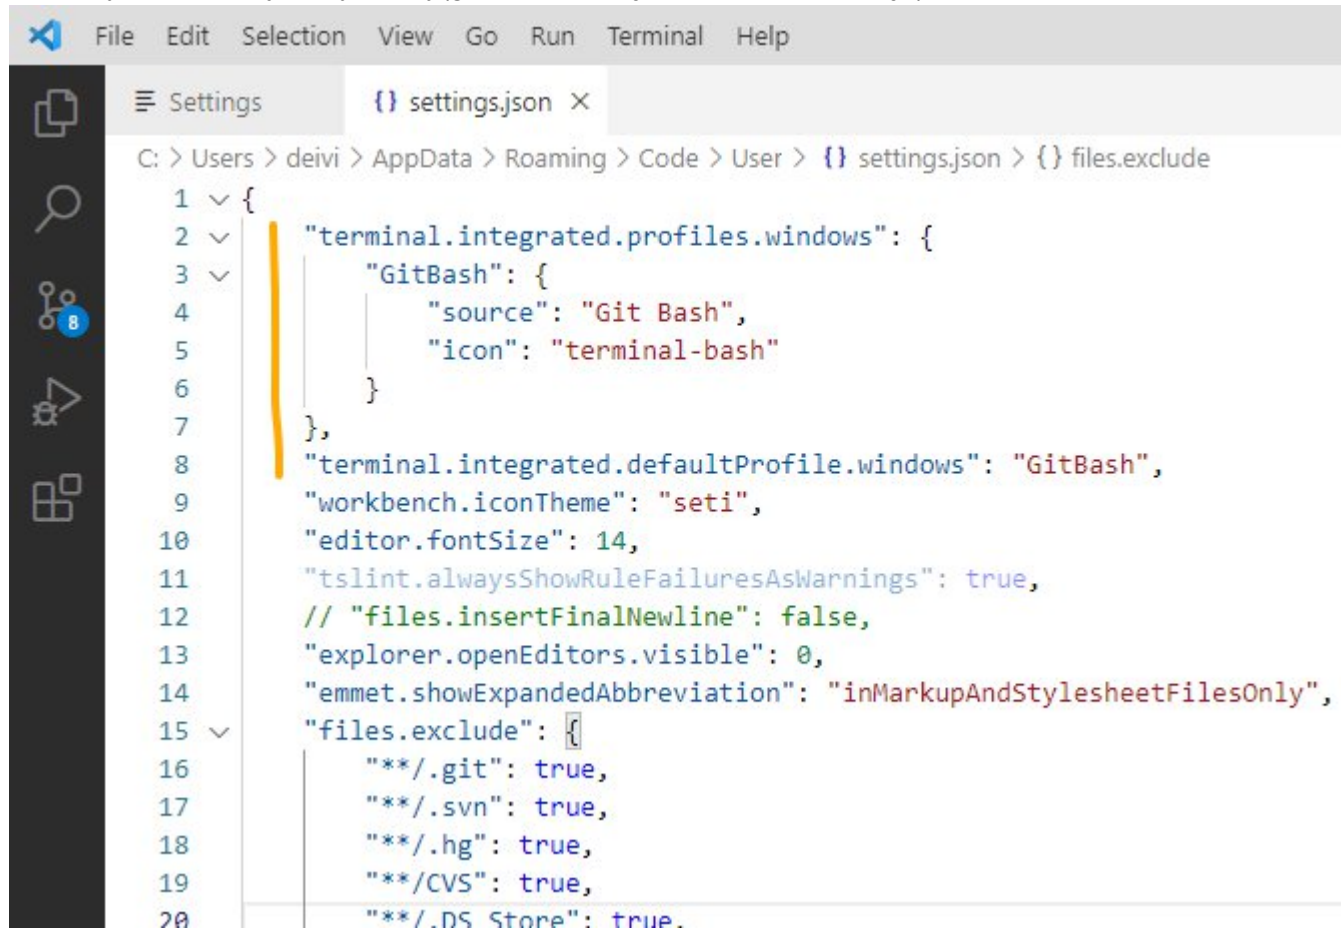 File Edit Selection View Go Run Terminal Help
Settings {} settings.json ×
C: > Users > deivi > AppData > Roaming > Code > User > {} settings.json > {} files.exclude
1 {
2 "terminal.integrated.profiles.windows": {
3 "GitBash": {
4 "source": "Git Bash",
5 "icon": "terminal-bash"
6 }
7 },
8 "terminal.integrated.defaultProfile.windows": "GitBash",
9 "workbench.iconTheme": "seti",
10 "editor.fontSize": 14,
11 "tslint.alwaysShowRuleFailuresAsWarnings": true,
12 // "files.insertFinalNewline": false,
13 "explorer.openEditors.visible": 0,
14 "emmet.showExpandedAbbreviation": "inMarkupAndStylesheetFilesOnly",
15 "files.exclude": {
16 "**/.git": true,
17 "**/.svn": true,
18 "**/.hg": true,
19 "**/CVS": true,
20 "**/.DS_Store": true,
8